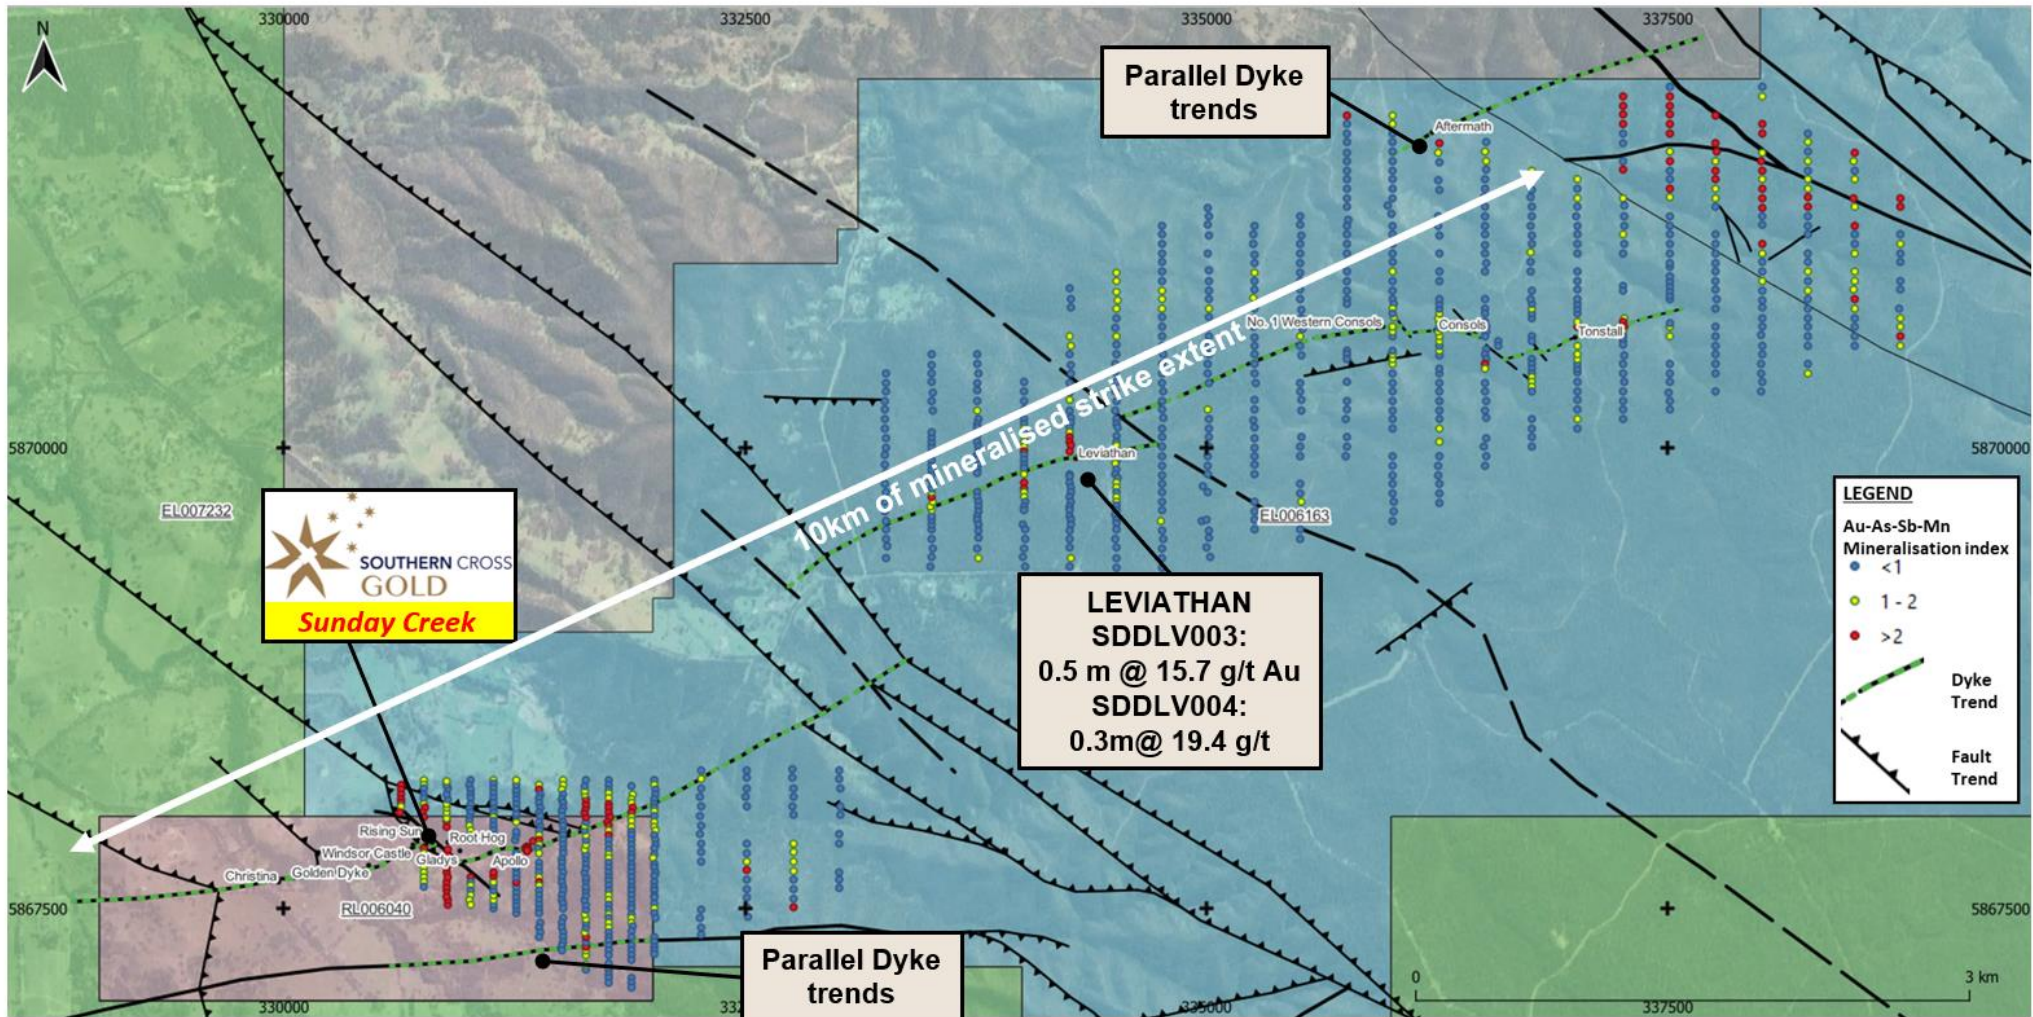 N
330000
332500
335000
337500
Parallel Dyke
trends
Aftermath
No. 1 Western Consols
Consols
Tonstall
10km of mineralised strike extent
5870000
5870000
Leviathan
EL007232
EL006163
SOUTHERN CROSS
GOLD
Sunday Creek
LEVIATHAN
SDDLV003:
0.5 m @ 15.7 g/t Au
SDDLV004:
0.3m@ 19.4 g/t
LEGEND
Au-As-Sb-Mn
Mineralisation index
<1
1 - 2
>2
Dyke
Trend
Fault
Trend
Rising Sun
Root Hog
Windsor Castle
Gladys
Apollo
Christina
Golden Dyke
RL006040
5867500
5867500
Parallel Dyke
trends
0
3 km
330000
335000
337500